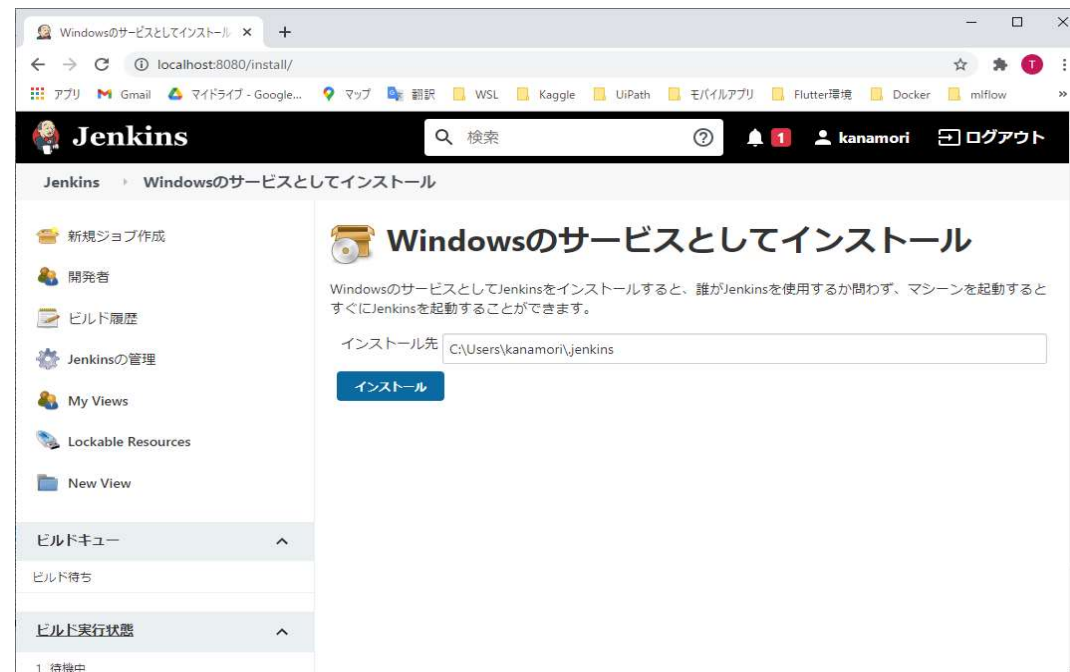 Windowsのサービスとしてインストール
localhost:8080/install/
アプリ Gmail マイドライブ - Google... マップ 翻訳 WSL Kaggle UiPath モバイルアプリ Flutter環境 Docker mlflow »
Jenkins 検索 1 kanamori ログアウト
Jenkins Windowsのサービスとしてインストール
新規ジョブ作成
開発者
ビルド履歴
Jenkinsの管理
My Views
Lockable Resources
New View
ビルドキュー
ビルド待ち
ビルド実行状態
1 待機中
Windowsのサービスとしてインストール
WindowsのサービスとしてJenkinsをインストールすると、誰がJenkinsを使用するか問わず、マシーンを起動すると
すぐにJenkinsを起動することができます。
インストール先 C:\Users\kanamori\.jenkins
インストール